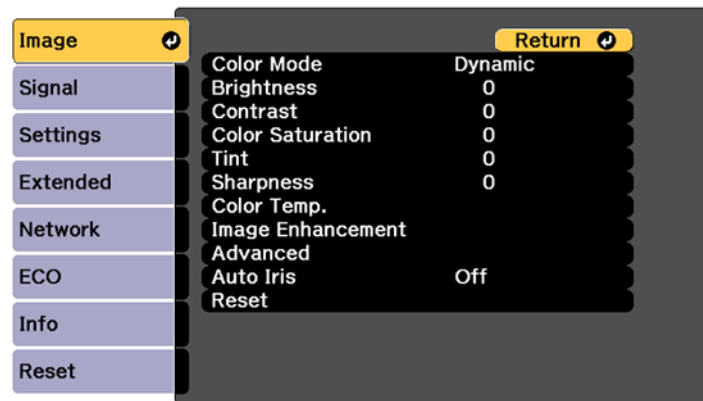 Image
Signal
Settings
Extended
Network
ECO
Info
Reset
Return
Color Mode Dynamic
Brightness 0
Contrast 0
Color Saturation 0
Tint 0
Sharpness 0
Color Temp.
Image Enhancement
Advanced
Auto Iris Off
Reset